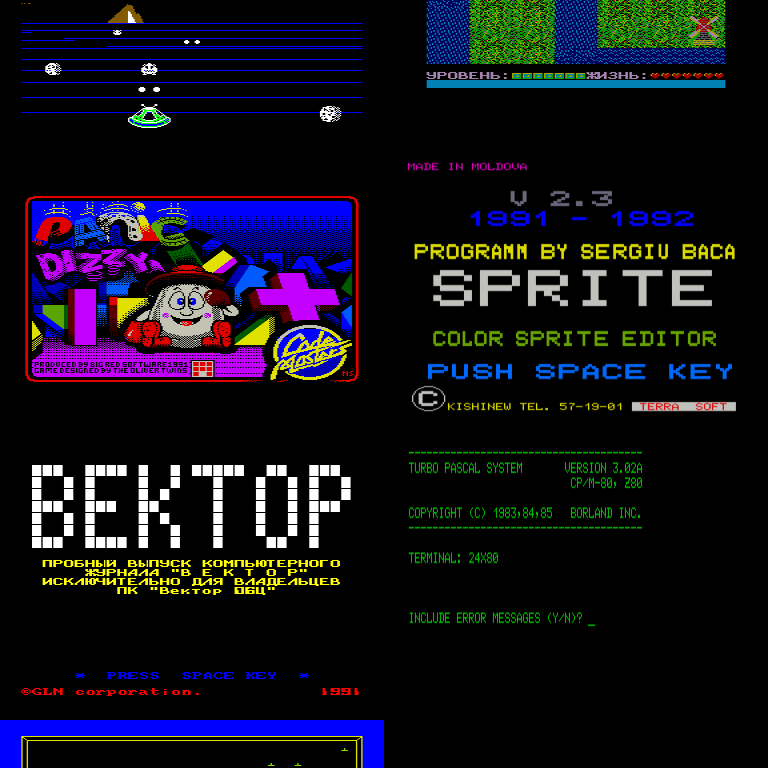 УРОВЕНЬ: ЖИЗНЬ:
PANIC
DIZZY
Code
Masters
PRODUCED BY BIG RED SOFTWARE 1991
GAME DESIGNED BY THE OLIVER TWINS
ВЕКТОР
ПРОБНЫЙ ВЫПУСК КОМПЬЮТЕРНОГО
ЖУРНАЛА "В Е К Т О Р"
ИСКЛЮЧИТЕЛЬНО ДЛЯ ВЛАДЕЛЬЦЕВ
ПК "Вектор 06Ц"
* PRESS SPACE KEY *
©GLN corporation. 1991
MADE IN MOLDOVA
V 2.3
1991 - 1992
PROGRAMM BY SERGIU BACA
SPRITE
COLOR SPRITE EDITOR
PUSH SPACE KEY
© KISHINEW TEL. 57-19-01 TERRA SOFT
----------------------------------------
TURBO PASCAL SYSTEM VERSION 3.02A
CP/M-80, Z80
COPYRIGHT (C) 1983,84,85 BORLAND INC.
----------------------------------------
TERMINAL: 24X80
INCLUDE ERROR MESSAGES (Y/N)? _